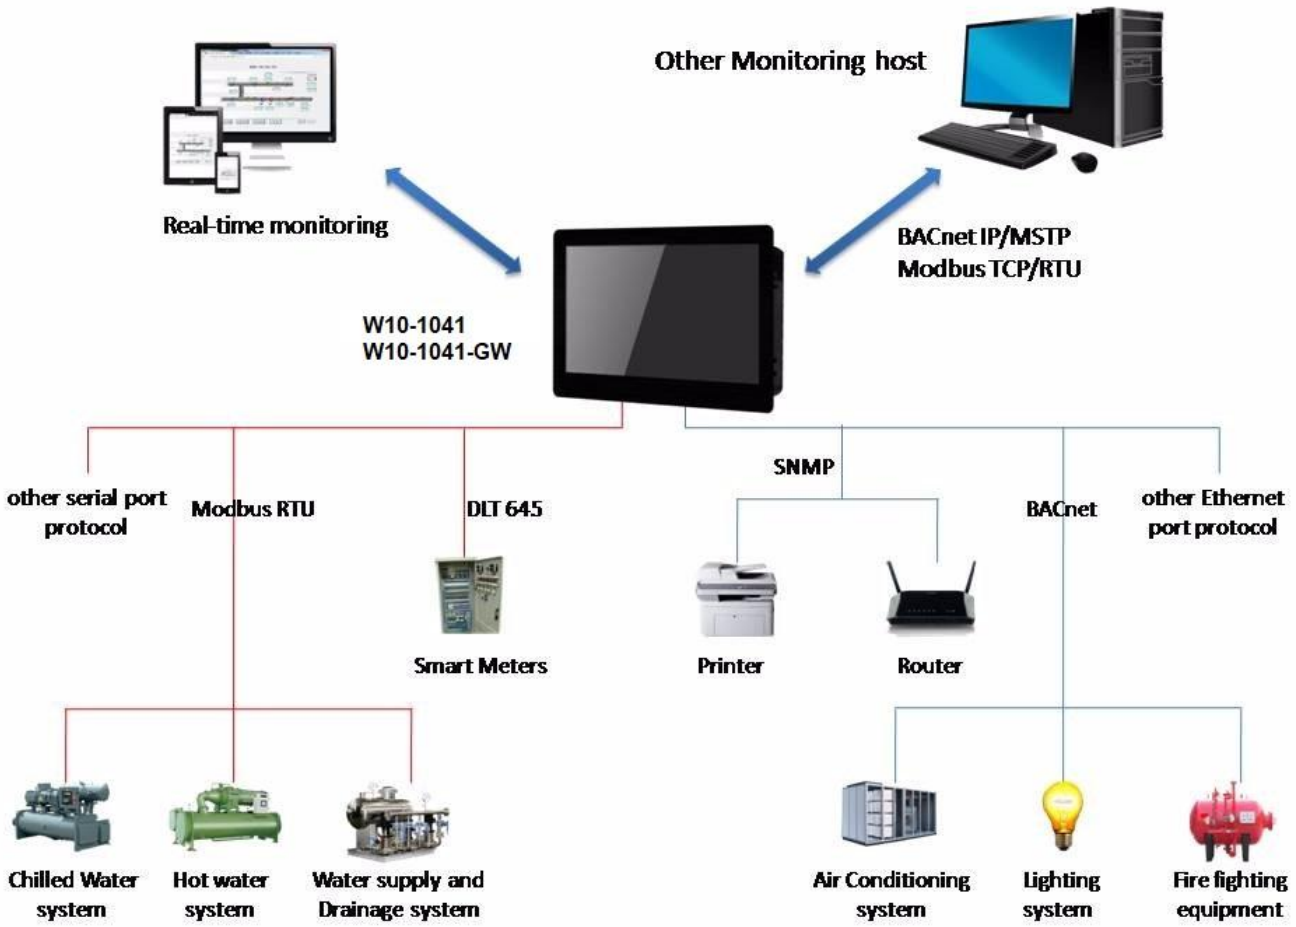 Other Monitoring host
Real-time monitoring
BACnet IP/MSTP
Modbus TCP/RTU
W10-1041
W10-1041-GW
other serial port
protocol
Modbus RTU
DLT 645
SNMP
BACnet
other Ethernet
port protocol
Smart Meters
Printer
Router
Chilled Water
system
Hot water
system
Water supply and
Drainage system
Air Conditioning
system
Lighting
system
Fire fighting
equipment